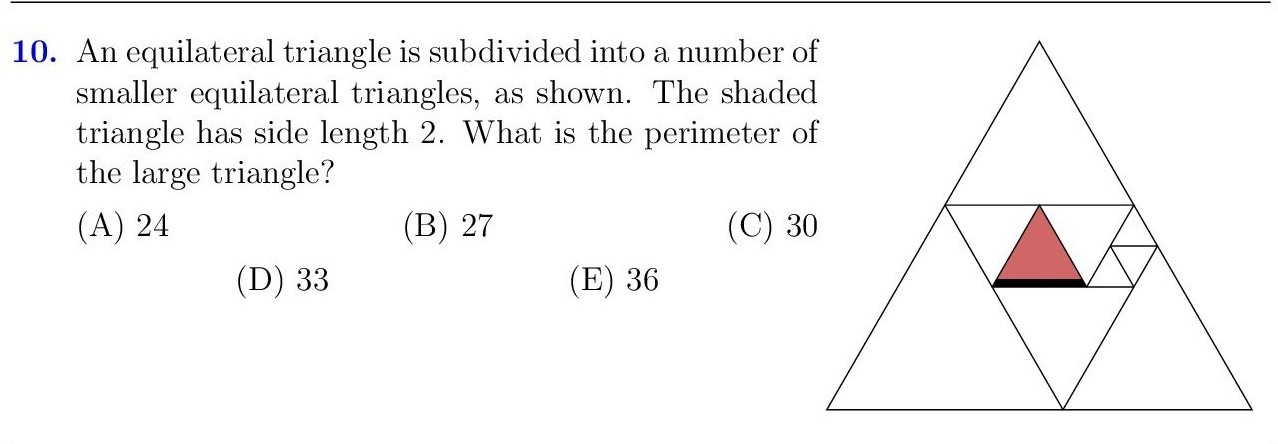 10. An equilateral triangle is subdivided into a number of
smaller equilateral triangles, as shown. The shaded
triangle has side length 2. What is the perimeter of
the large triangle?
(A) 24 (B) 27 (C) 30
(D) 33 (E) 36